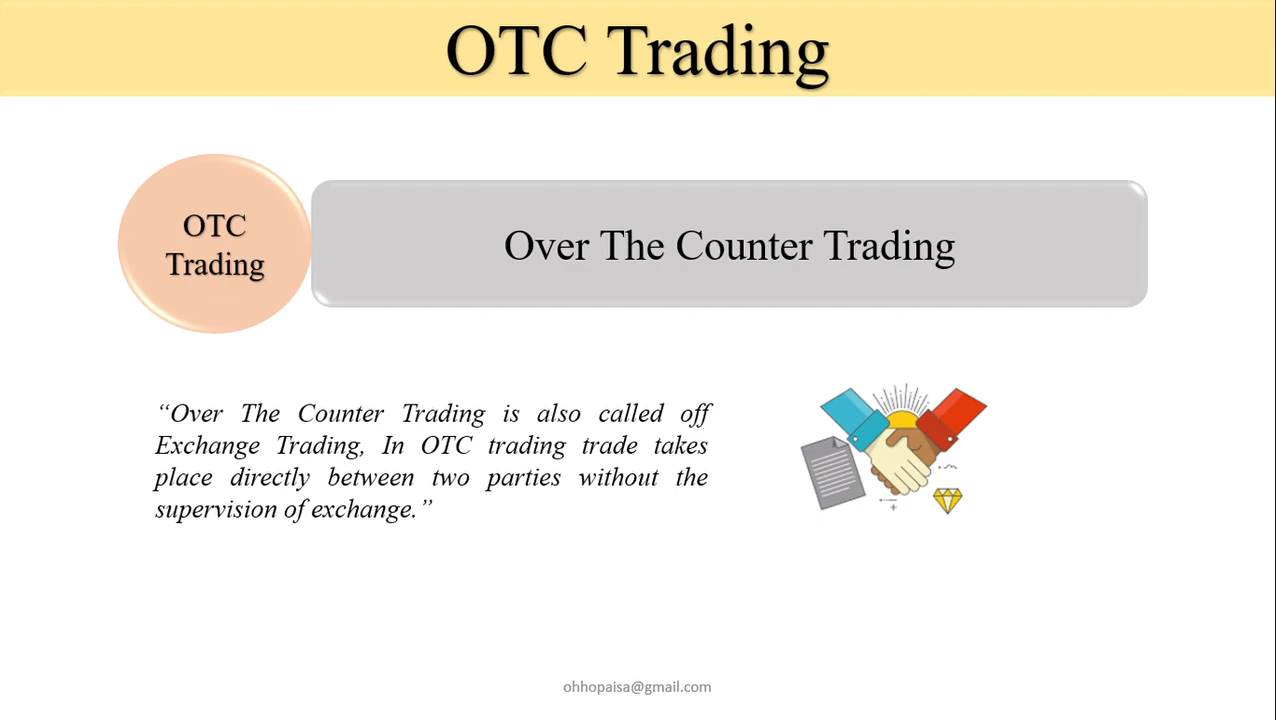 OTC Trading
OTC
Trading
Over The Counter Trading
“Over The Counter Trading is also called off
Exchange Trading, In OTC trading trade takes
place directly between two parties without the
supervision of exchange.”
ohhopaisa@gmail.com